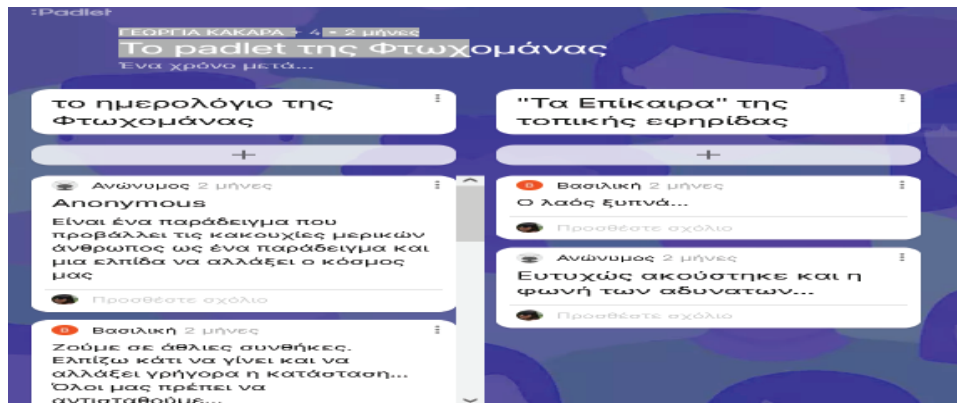 :Padlet
ΓΕΩΡΓΙΑ ΚΑΚΑΡΑ + 4 • 2 μήνες
Το padlet της Φτωχομάνας
Ένα χρόνο μετά...
το ημερολόγιο της
Φτωχομάνας
+
Ανώνυμος 2 μήνες
Anonymous
Είναι ένα παράδειγμα που
προβάλλει τις κακουχίες μερικών
άνθρωπος ως ένα παράδειγμα και
μια ελπίδα να αλλάξει ο κόσμος
μας
Προσθέστε σχόλιο
Βασιλική 2 μήνες
Ζούμε σε άθλιες συνθήκες.
Ελπίζω κάτι να γίνει και να
αλλάξει γρήγορα η κατάσταση...
Όλοι μας πρέπει να
αντισταθούμε...
"Τα Επίκαιρα" της
τοπικής εφηρίδας
+
Βασιλική 2 μήνες
Ο λαός ξυπνά...
Προσθέστε σχόλιο
Ανώνυμος 2 μήνες
Ευτυχώς ακούστηκε και η
φωνή των αδυνατων...
Προσθέστε σχόλιο